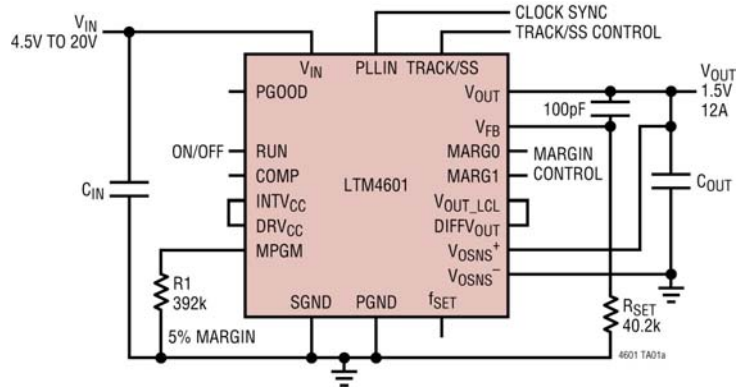 CLOCK SYNC
TRACK/SS CONTROL
VIN
4.5V TO 20V
VIN
PLLIN
TRACK/SS
PGOOD
RUN
COMP
INTVCC
DRVCC
MPGM
SGND
PGND
fSET
LTM4601
VOUT
VFB
MARG0
MARG1
VOUT_LCL
DIFFVOUT
VOSNS+
VOSNS–
ON/OFF
CIN
R1
392k
5% MARGIN
100pF
MARGIN
CONTROL
VOUT
1.5V
12A
COUT
RSET
40.2k
4601 TA01a